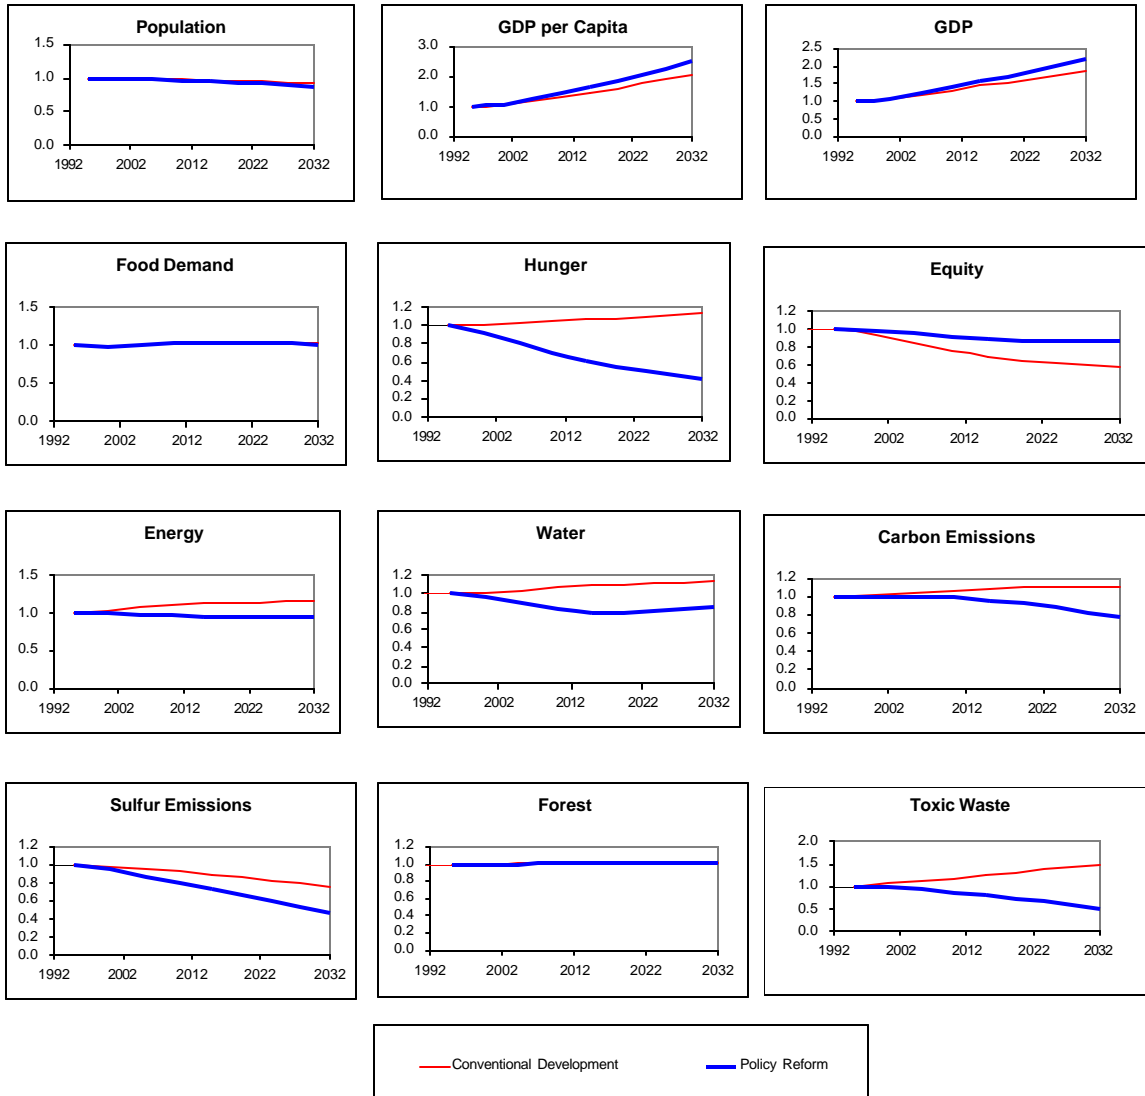 Population
1.5
1.0
0.5
0.0
1992 2002 2012 2022 2032
GDP per Capita
3.0
2.0
1.0
0.0
1992 2002 2012 2022 2032
GDP
2.5
2.0
1.5
1.0
0.5
0.0
1992 2002 2012 2022 2032
Food Demand
1.5
1.0
0.5
0.0
1992 2002 2012 2022 2032
Hunger
1.2
1.0
0.8
0.6
0.4
0.2
0.0
1992 2002 2012 2022 2032
Equity
1.2
1.0
0.8
0.6
0.4
0.2
0.0
1992 2002 2012 2022 2032
Energy
1.5
1.0
0.5
0.0
1992 2002 2012 2022 2032
Water
1.2
1.0
0.8
0.6
0.4
0.2
0.0
1992 2002 2012 2022 2032
Carbon Emissions
1.2
1.0
0.8
0.6
0.4
0.2
0.0
1992 2002 2012 2022 2032
Sulfur Emissions
1.2
1.0
0.8
0.6
0.4
0.2
0.0
1992 2002 2012 2022 2032
Forest
1.2
1.0
0.8
0.6
0.4
0.2
0.0
1992 2002 2012 2022 2032
Toxic Waste
2.0
1.5
1.0
0.5
0.0
1992 2002 2012 2022 2032
Conventional Development Policy Reform